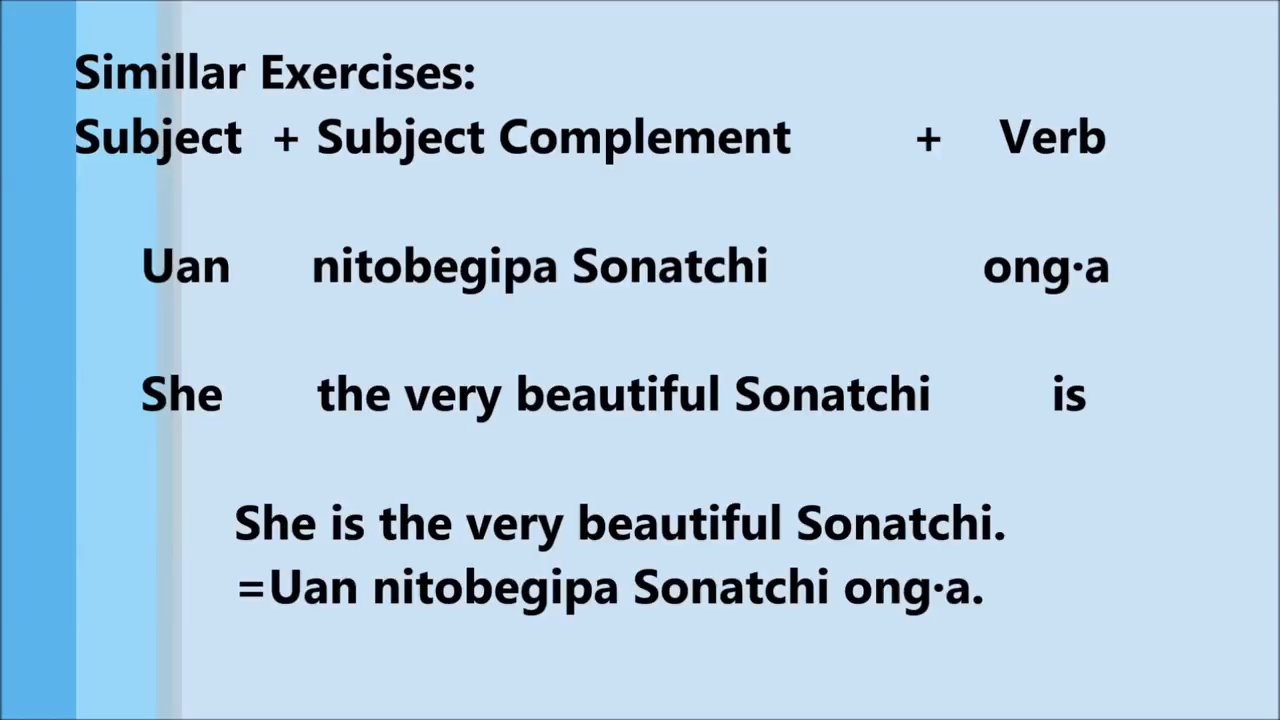 Simillar Exercises:
Subject + Subject Complement + Verb
Uan nitobegipa Sonatchi ong·a
She the very beautiful Sonatchi is
She is the very beautiful Sonatchi.
=Uan nitobegipa Sonatchi ong·a.